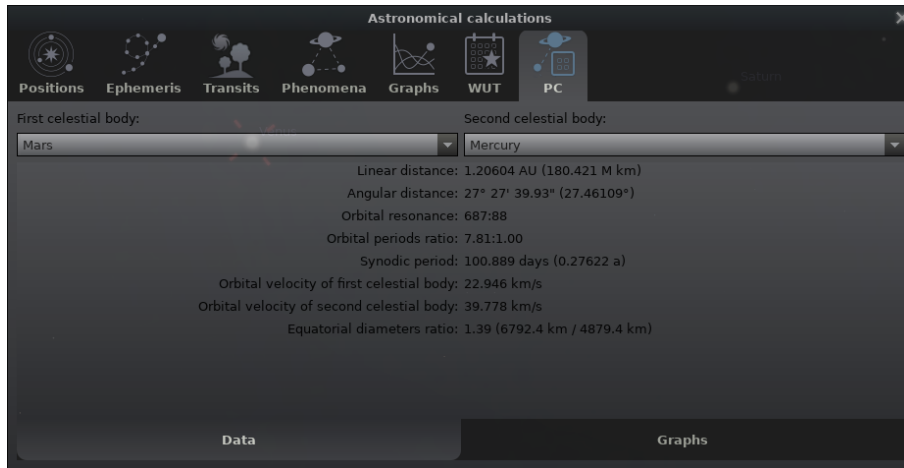 Astronomical calculations
Positions Ephemeris Transits Phenomena Graphs WUT PC
Saturn
First celestial body: Second celestial body:
Mars Mercury
Linear distance: 1.20604 AU (180.421 M km)
Angular distance: 27° 27' 39.93" (27.46109°)
Orbital resonance: 687:88
Orbital periods ratio: 7.81:1.00
Synodic period: 100.889 days (0.27622 a)
Orbital velocity of first celestial body: 22.946 km/s
Orbital velocity of second celestial body: 39.778 km/s
Equatorial diameters ratio: 1.39 (6792.4 km / 4879.4 km)
Data Graphs